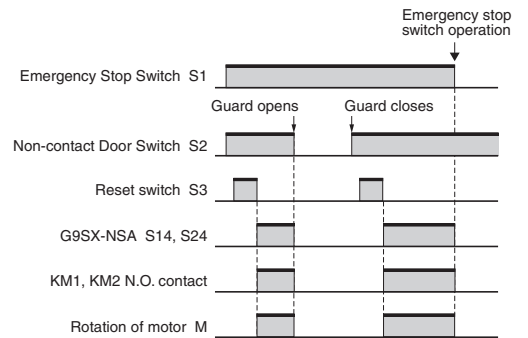 Emergency stop
switch operation
Emergency Stop Switch S1
Guard opens
Guard closes
Non-contact Door Switch S2
Reset switch S3
G9SX-NSA S14, S24
KM1, KM2 N.O. contact
Rotation of motor M